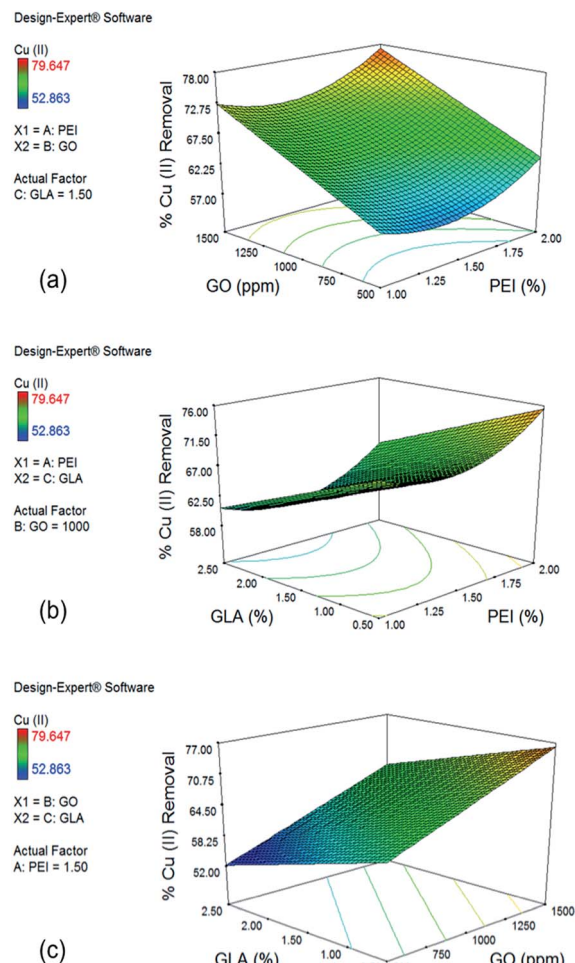 Design-Expert® Software
Cu (II)
79.647
52.863
X1 = A: PEI
X2 = B: GO
Actual Factor
C: GLA = 1.50
% Cu (II) Removal
78.00
72.75
67.50
62.25
57.00
1500
1250
1000
750
500
GO (ppm)
1.00
1.25
1.50
1.75
2.00
PEI (%)
(a)
Design-Expert® Software
Cu (II)
79.647
52.863
X1 = A: PEI
X2 = C: GLA
Actual Factor
B: GO = 1000
% Cu (II) Removal
76.00
71.50
67.00
62.50
58.00
2.50
2.00
1.50
1.00
0.50
GLA (%)
1.00
1.25
1.50
1.75
2.00
PEI (%)
(b)
Design-Expert® Software
Cu (II)
79.647
52.863
X1 = B: GO
X2 = C: GLA
Actual Factor
A: PEI = 1.50
% Cu (II) Removal
77.00
70.75
64.50
58.25
52.00
2.50
2.00
1.50
1.00
GLA (%)
750
1000
1250
1500
GO (ppm)
(c)